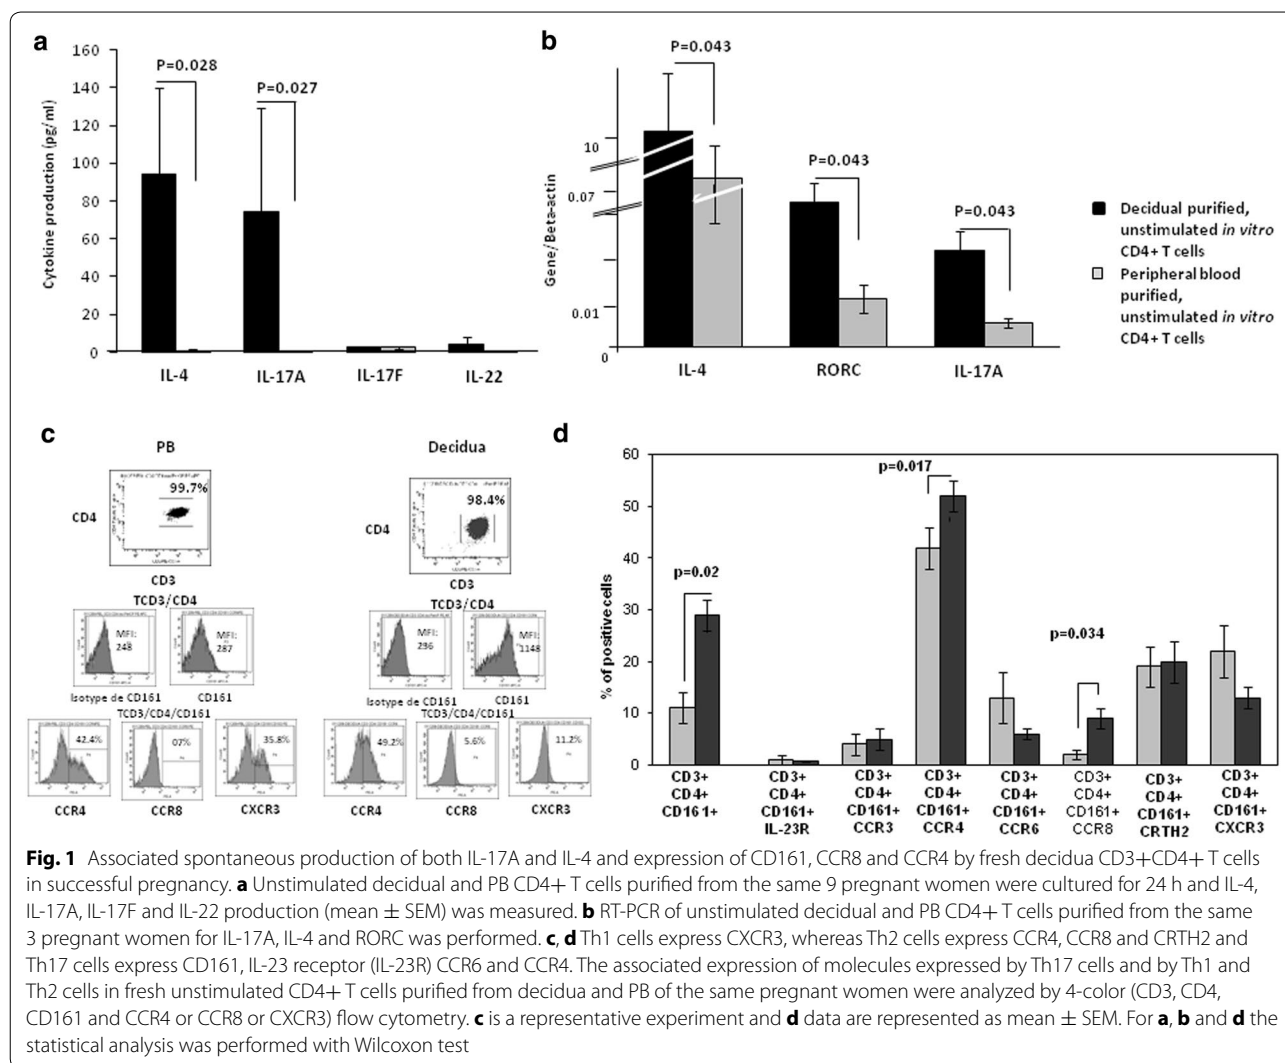 a
160
140
120
100
80
60
40
20
0
Cytokine production (pg/ml)
P=0.028
P=0.027
IL-4 IL-17A IL-17F IL-22
b
P=0.043
10
0.07
0.01
0
Gene/Beta-actin
P=0.043
P=0.043
IL-4 RORC IL-17A
Decidual purified,
unstimulated in vitro
CD4+ T cells
Peripheral blood
purified,
unstimulated in vitro
CD4+ T cells
c
PB
99.7%
CD4
CD3
TCD3/CD4
MFI:
248
MFI:
287
Isotype de CD161 CD161
TCD3/CD4/CD161
42.4%
07%
35.8%
CCR4 CCR8 CXCR3
Decidua
98.4%
CD4
CD3
TCD3/CD4
MFI:
236
MFI:
1148
Isotype de CD161 CD161
TCD3/CD4/CD161
49.2%
5.6%
11.2%
CCR4 CCR8 CXCR3
d
60
50
40
30
20
10
0
% of positive cells
p=0.02
p=0.017
p=0.034
CD3+ CD3+ CD3+ CD3+ CD3+ CD3+ CD3+ CD3+
CD4+ CD4+ CD4+ CD4+ CD4+ CD4+ CD4+ CD4+
CD161+ CD161+ CD161+ CD161+ CD161+ CD161+ CD161+ CD161+
IL-23R CCR3 CCR4 CCR6 CCR8 CRTH2 CXCR3
Fig. 1 Associated spontaneous production of both IL-17A and IL-4 and expression of CD161, CCR8 and CCR4 by fresh decidua CD3+CD4+ T cells
in successful pregnancy. a Unstimulated decidual and PB CD4+ T cells purified from the same 9 pregnant women were cultured for 24 h and IL-4,
IL-17A, IL-17F and IL-22 production (mean ± SEM) was measured. b RT-PCR of unstimulated decidual and PB CD4+ T cells purified from the same
3 pregnant women for IL-17A, IL-4 and RORC was performed. c, d Th1 cells express CXCR3, whereas Th2 cells express CCR4, CCR8 and CRTH2 and
Th17 cells express CD161, IL-23 receptor (IL-23R) CCR6 and CCR4. The associated expression of molecules expressed by Th17 cells and by Th1 and
Th2 cells in fresh unstimulated CD4+ T cells purified from decidua and PB of the same pregnant women were analyzed by 4-color (CD3, CD4,
CD161 and CCR4 or CCR8 or CXCR3) flow cytometry. c is a representative experiment and d data are represented as mean ± SEM. For a, b and d the
statistical analysis was performed with Wilcoxon test